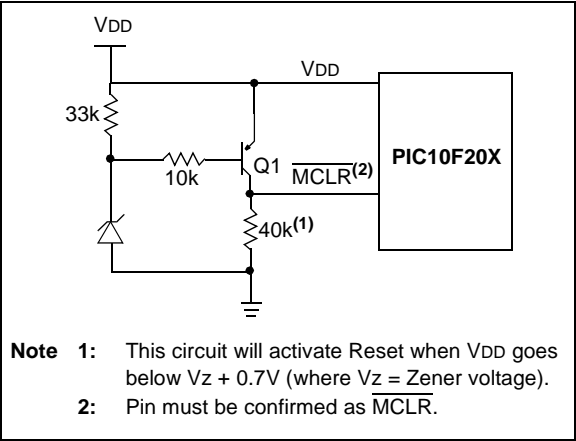 VDD
VDD
33k
Q1
10k
MCLR(2)
PIC10F20X
40k(1)
Note 1: This circuit will activate Reset when VDD goes
below Vz + 0.7V (where Vz = Zener voltage).
2: Pin must be confirmed as MCLR.